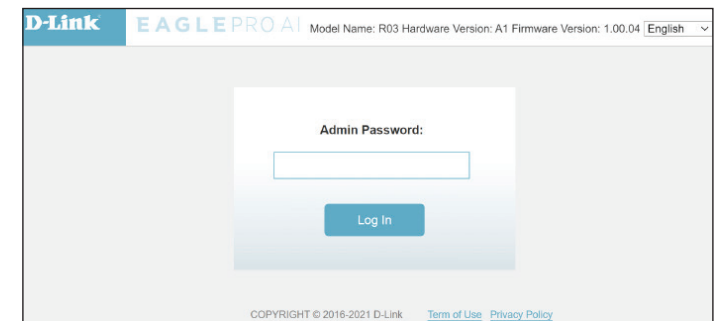 D-Link EAGLE PRO AI Model Name: R03 Hardware Version: A1 Firmware Version: 1.00.04 English
Admin Password:
Log In
COPYRIGHT © 2016-2021 D-Link Term of Use Privacy Policy